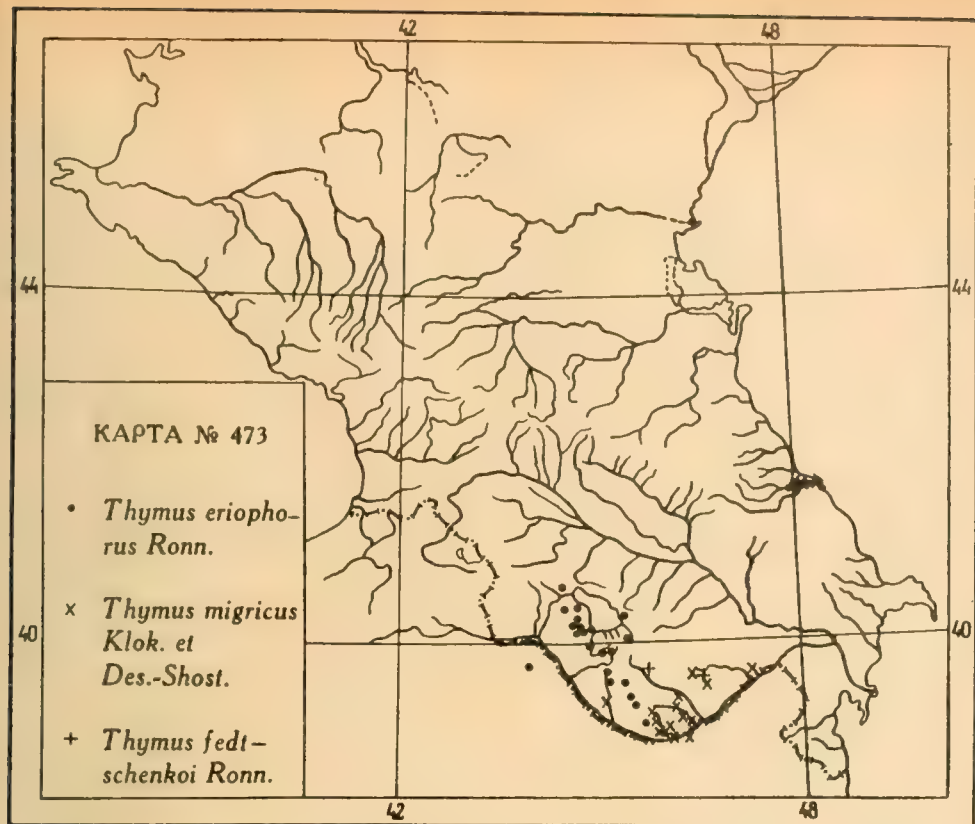 42 48
44 44
КАРТА № 473
• Thymus eriopho-
rus Ronn.
× Thymus migricus
Klok. et
Des.-Shost.
+ Thymus fedt-
schenkoi Ronn.
40 40
42 48